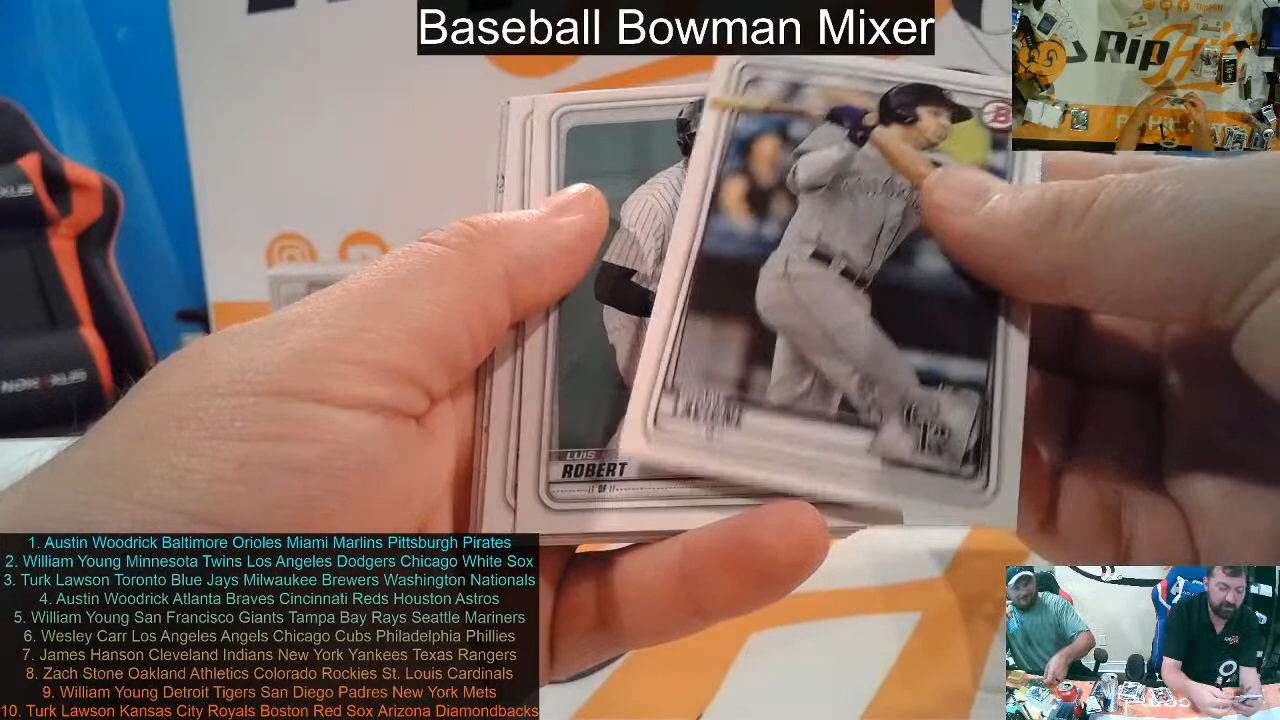 Baseball Bowman Mixer
RipHit
LUIS
ROBERT
1. Austin Woodrick Baltimore Orioles Miami Marlins Pittsburgh Pirates
2. William Young Minnesota Twins Los Angeles Dodgers Chicago White Sox
3. Turk Lawson Toronto Blue Jays Milwaukee Brewers Washington Nationals
4. Austin Woodrick Atlanta Braves Cincinnati Reds Houston Astros
5. William Young San Francisco Giants Tampa Bay Rays Seattle Mariners
6. Wesley Carr Los Angeles Angels Chicago Cubs Philadelphia Phillies
7. James Hanson Cleveland Indians New York Yankees Texas Rangers
8. Zach Stone Oakland Athletics Colorado Rockies St. Louis Cardinals
9. William Young Detroit Tigers San Diego Padres New York Mets
10. Turk Lawson Kansas City Royals Boston Red Sox Arizona Diamondbacks